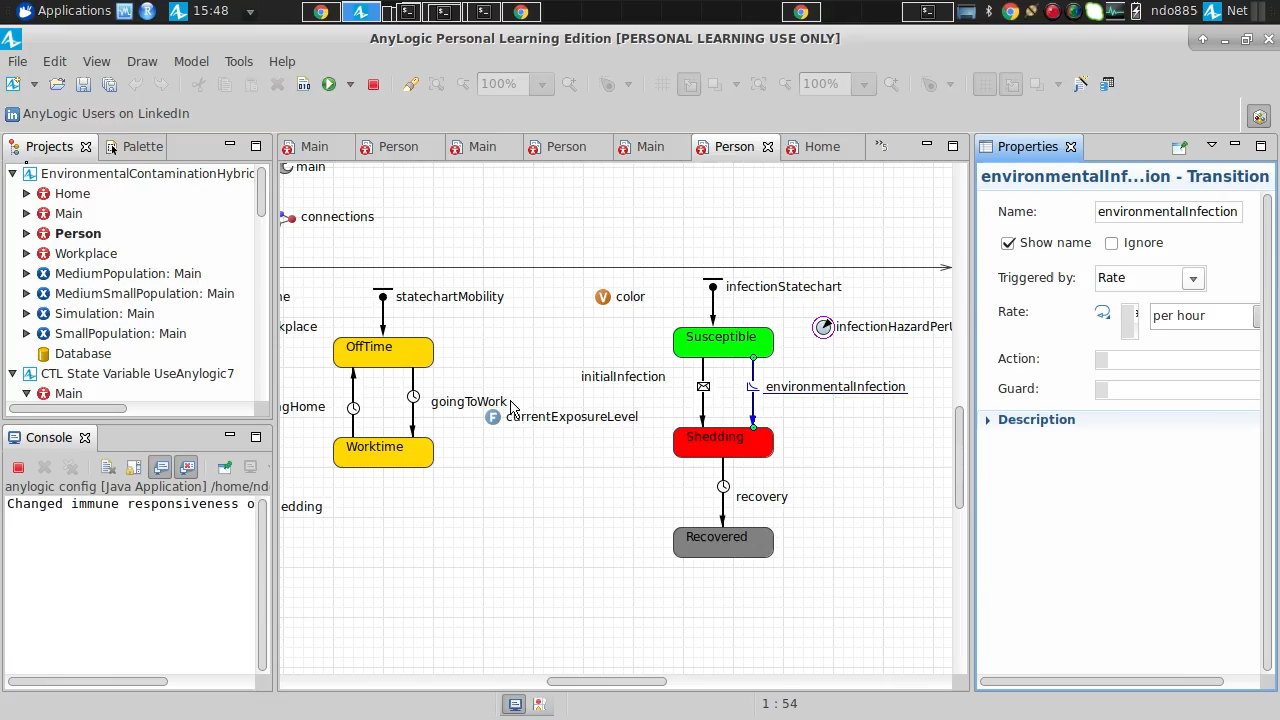 Applications 15:48 ndo885 Net
AnyLogic Personal Learning Edition [PERSONAL LEARNING USE ONLY]
File Edit View Draw Model Tools Help
100% 100%
AnyLogic Users on LinkedIn
Projects Palette
EnvironmentalContaminationHybrid
Home
Main
Person
Workplace
MediumPopulation: Main
MediumSmallPopulation: Main
Simulation: Main
SmallPopulation: Main
Database
CTL State Variable UseAnylogic7
Main
Console
anylogic config [Java Application] /home/nd
Changed immune responsiveness o
Main Person Main Person Main Person Home »5
main
connections
ne
statechartMobility
color
infectionStatechart
kplace
OffTime
Susceptible
infectionHazardPerU
initialInfection
environmentalInfection
ngHome
goingToWork
currentExposureLevel
Worktime
Shedding
edding
recovery
Recovered
Properties
environmentalInf...ion - Transition
Name: environmentalInfection
Show name Ignore
Triggered by: Rate
Rate: per hour
Action:
Guard:
Description
1 : 54